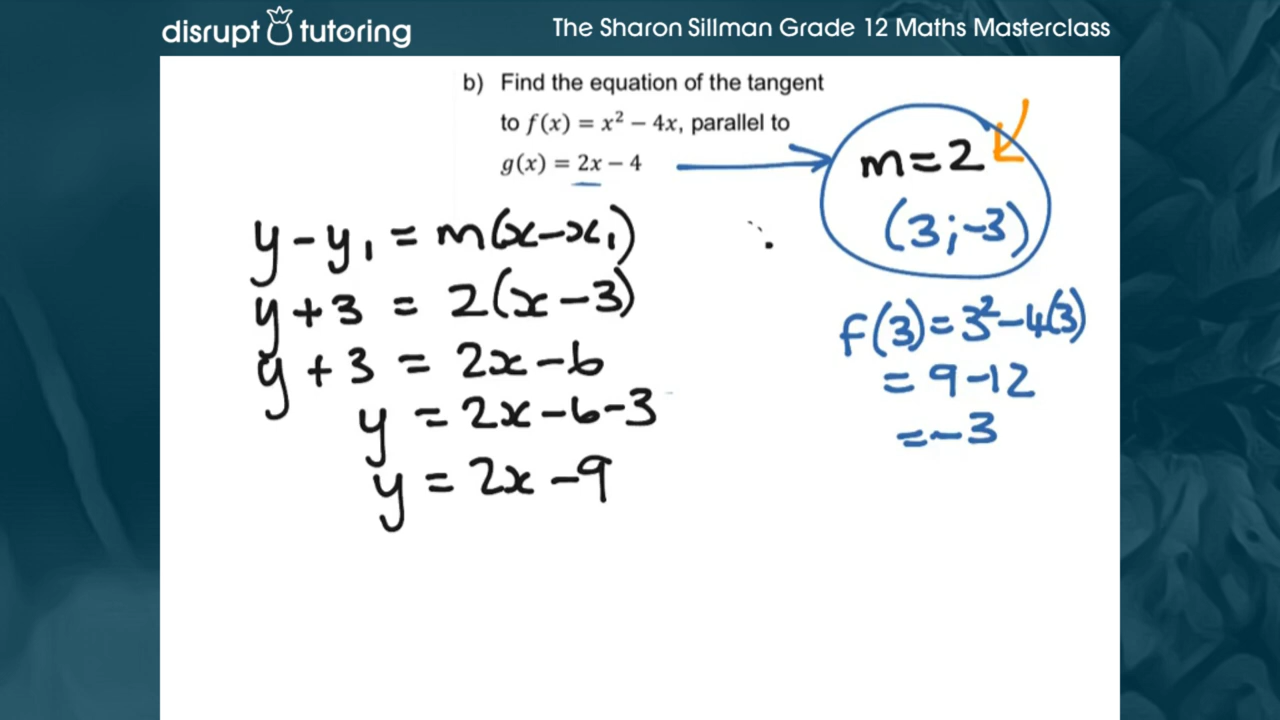 disrupt tutoring
The Sharon Sillman Grade 12 Maths Masterclass
b) Find the equation of the tangent
to f(x) = x² − 4x, parallel to
g(x) = 2x − 4
m=2
(3;-3)
y-y₁ = m(x-x₁)
y+3 = 2(x-3)
y+3 = 2x-6
y = 2x-6-3
y = 2x-9
f(3)=3²-4(3)
= 9-12
=-3